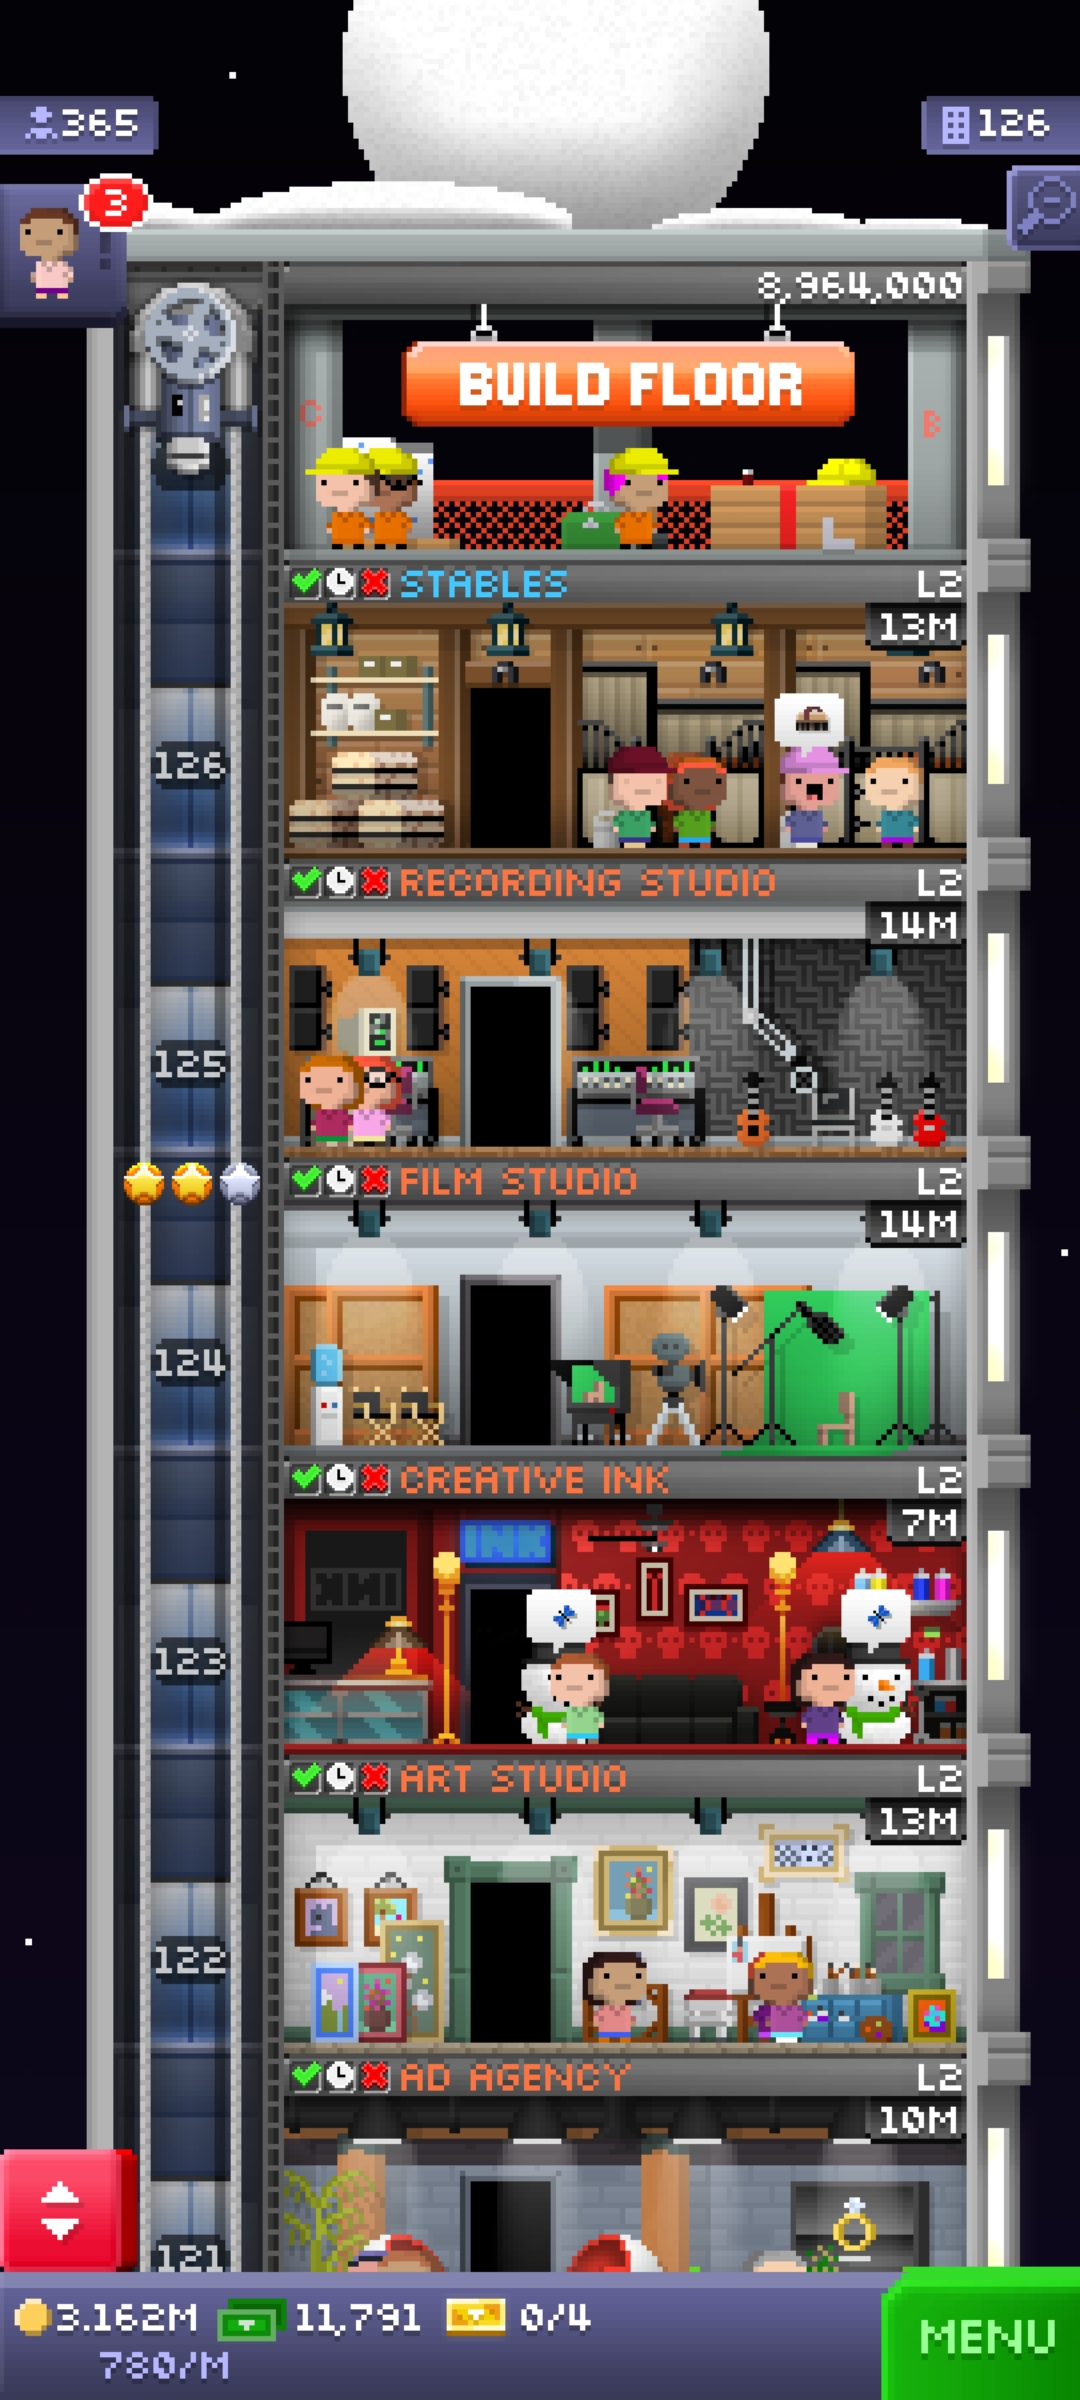 365
126
3
8,964,000
BUILD FLOOR
C
B
STABLES L2
13M
126
RECORDING STUDIO L2
14M
125
FILM STUDIO L2
14M
124
CREATIVE INK L2
7M
INK
123
ART STUDIO L2
13M
122
AD AGENCY L2
10M
121
3.162M 11,791 0/4
780/M
MENU